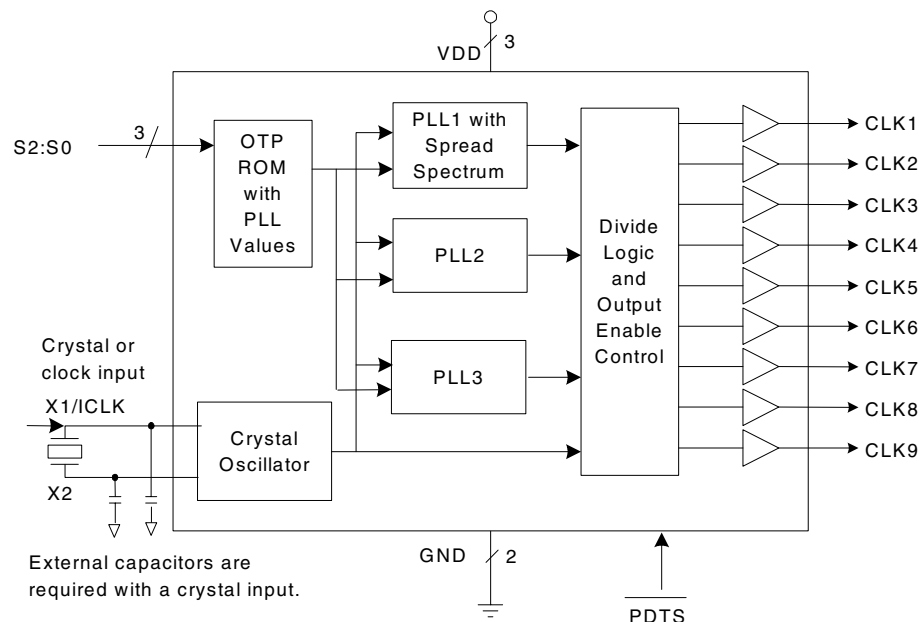 VDD
3
S2:S0
3
OTP
ROM
with
PLL
Values
PLL1 with
Spread
Spectrum
PLL2
PLL3
Divide
Logic
and
Output
Enable
Control
CLK1
CLK2
CLK3
CLK4
CLK5
CLK6
CLK7
CLK8
CLK9
Crystal or
clock input
X1/ICLK
X2
Crystal
Oscillator
External capacitors are
required with a crystal input.
GND
2
PDTS